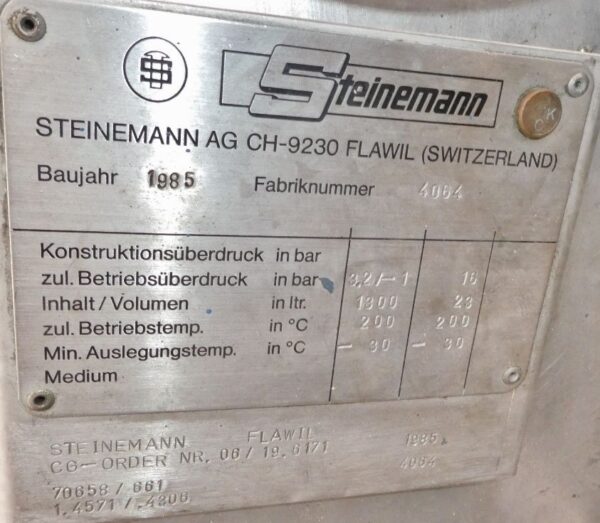 Steinemann
STEINEMANN AG CH-9230 FLAWIL (SWITZERLAND)
Baujahr 1985 Fabriknummer 4064
Konstruktionsüberdruck in bar
zul. Betriebsüberdruck in bar 3,2/-1 16
Inhalt/Volumen in ltr. 1300 23
zul. Betriebstemp. in °C 200 200
Min. Auslegungstemp. in °C - 30 - 30
Medium
STEINEMANN FLAWIL 1985
CG-ORDER NR. 06/19.6171 4064
70658/661
1.4571/.4306